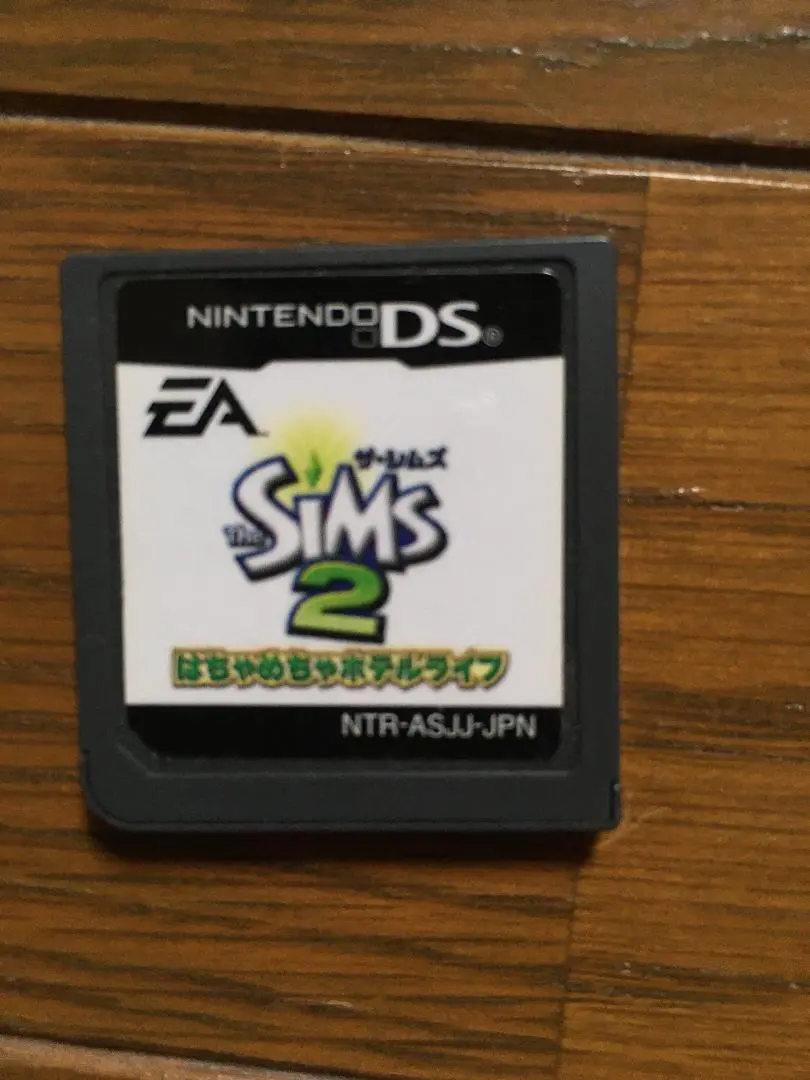 NINTENDO DS®
EA™
ザ・シムズ
The SIMS
2
はちゃめちゃホテルライフ
NTR-ASJJ-JPN